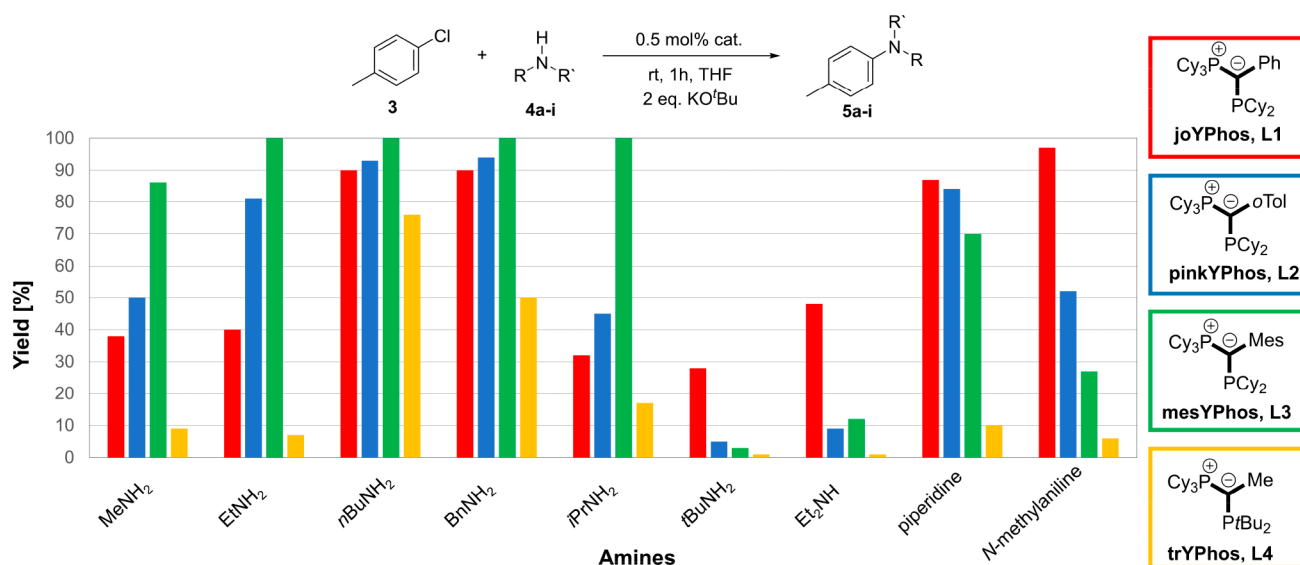 Cl
+
H
N
R R`
0.5 mol% cat.
rt, 1h, THF
2 eq. KOᵗBu
R`
N
R
3
4a-i
5a-i
Yield [%]
100
90
80
70
60
50
40
30
20
10
0
MeNH₂
EtNH₂
nBuNH₂
BnNH₂
iPrNH₂
tBuNH₂
Et₂NH
piperidine
N-methylaniline
Amines
⊕
Cy₃P ⊖ Ph
PCy₂
joYPhos, L1
⊕
Cy₃P ⊖ oTol
PCy₂
pinkYPhos, L2
⊕
Cy₃P ⊖ Mes
PCy₂
mesYPhos, L3
⊕
Cy₃P ⊖ Me
PtBu₂
trYPhos, L4